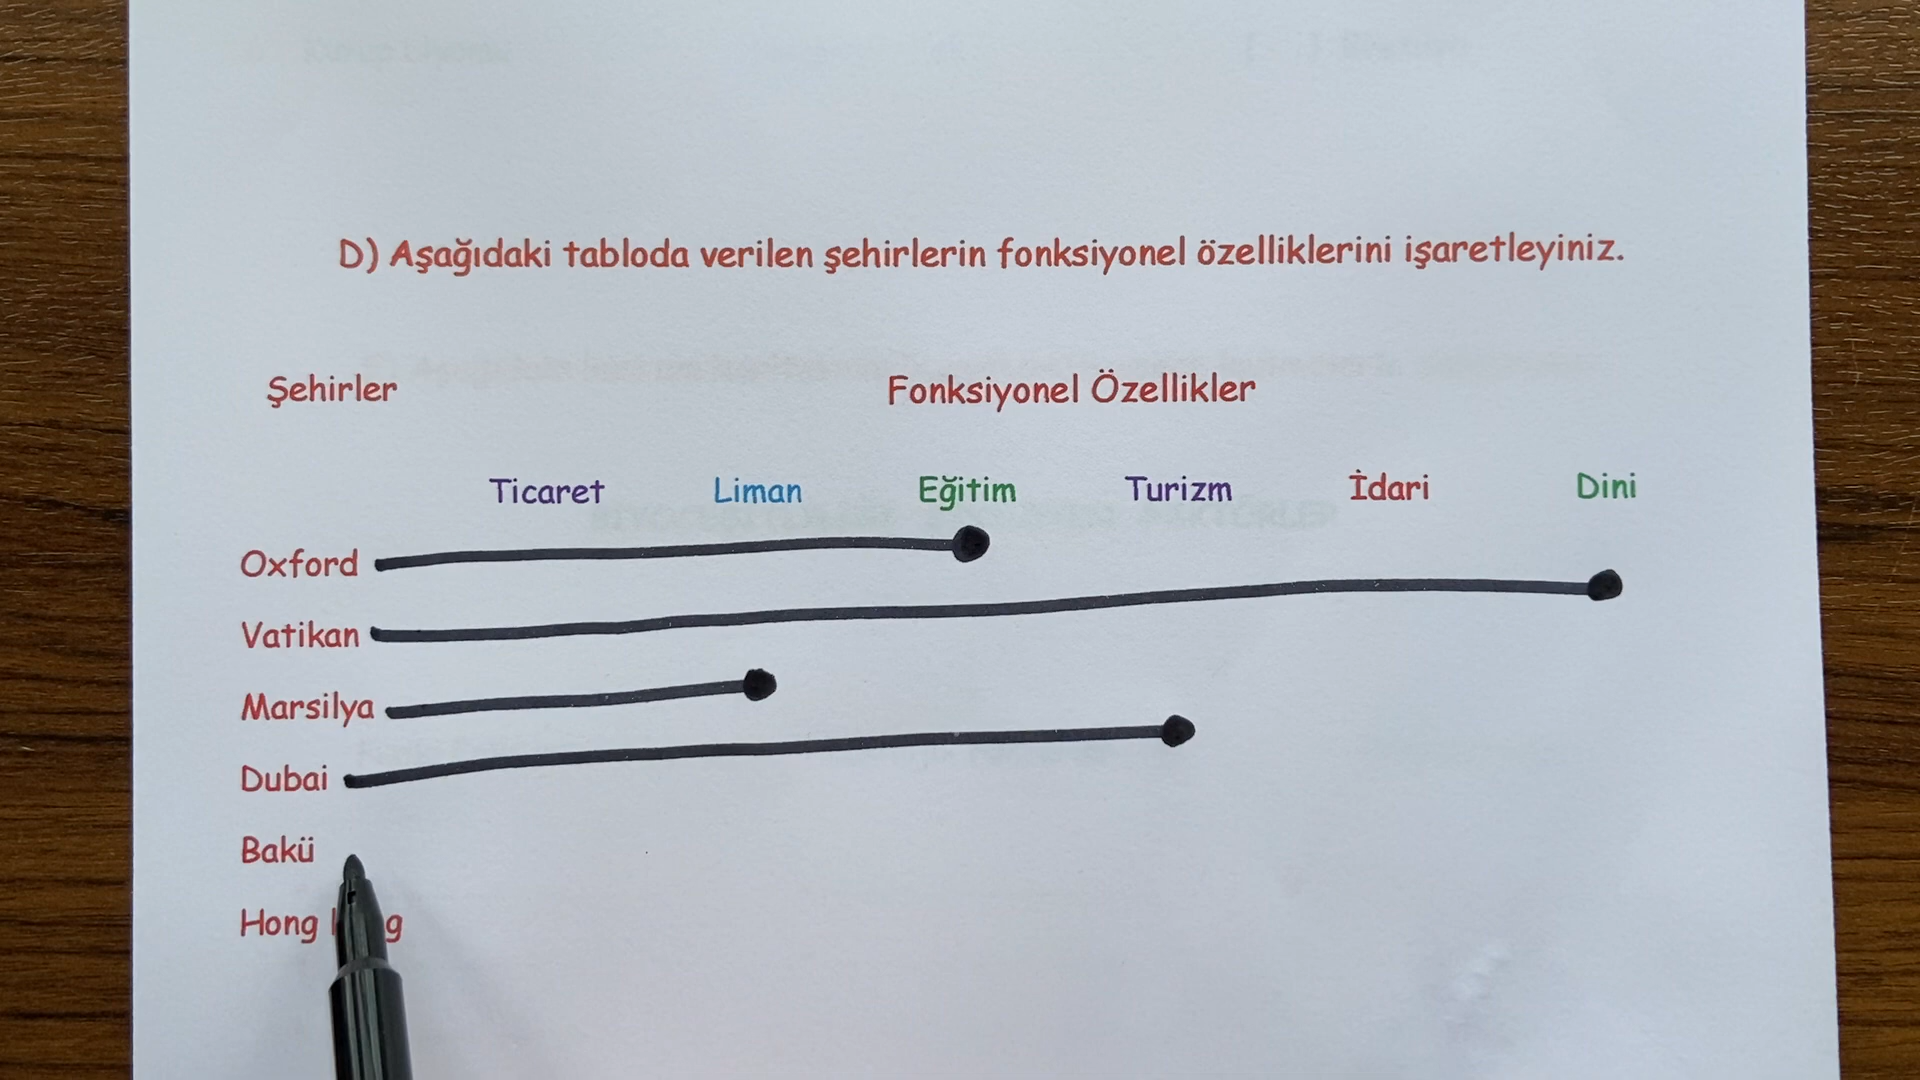 D) Aşağıdaki tabloda verilen şehirlerin fonksiyonel özelliklerini işaretleyiniz.
Şehirler Fonksiyonel Özellikler
Ticaret Liman Eğitim Turizm İdari Dini
Oxford
Vatikan
Marsilya
Dubai
Bakü
Hong